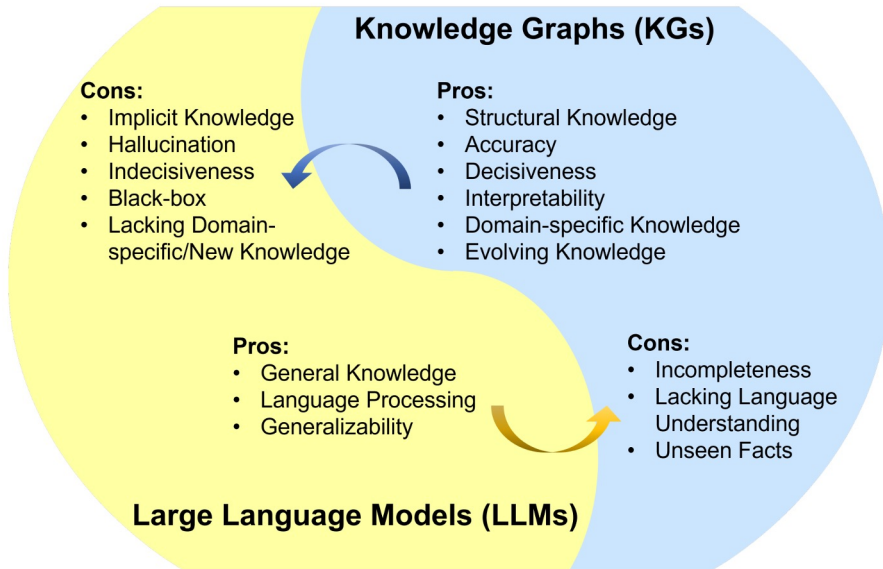 Knowledge Graphs (KGs)
Cons:
• Implicit Knowledge
• Hallucination
• Indecisiveness
• Black-box
• Lacking Domain-
specific/New Knowledge
Pros:
• Structural Knowledge
• Accuracy
• Decisiveness
• Interpretability
• Domain-specific Knowledge
• Evolving Knowledge
Pros:
• General Knowledge
• Language Processing
• Generalizability
Cons:
• Incompleteness
• Lacking Language
Understanding
• Unseen Facts
Large Language Models (LLMs)